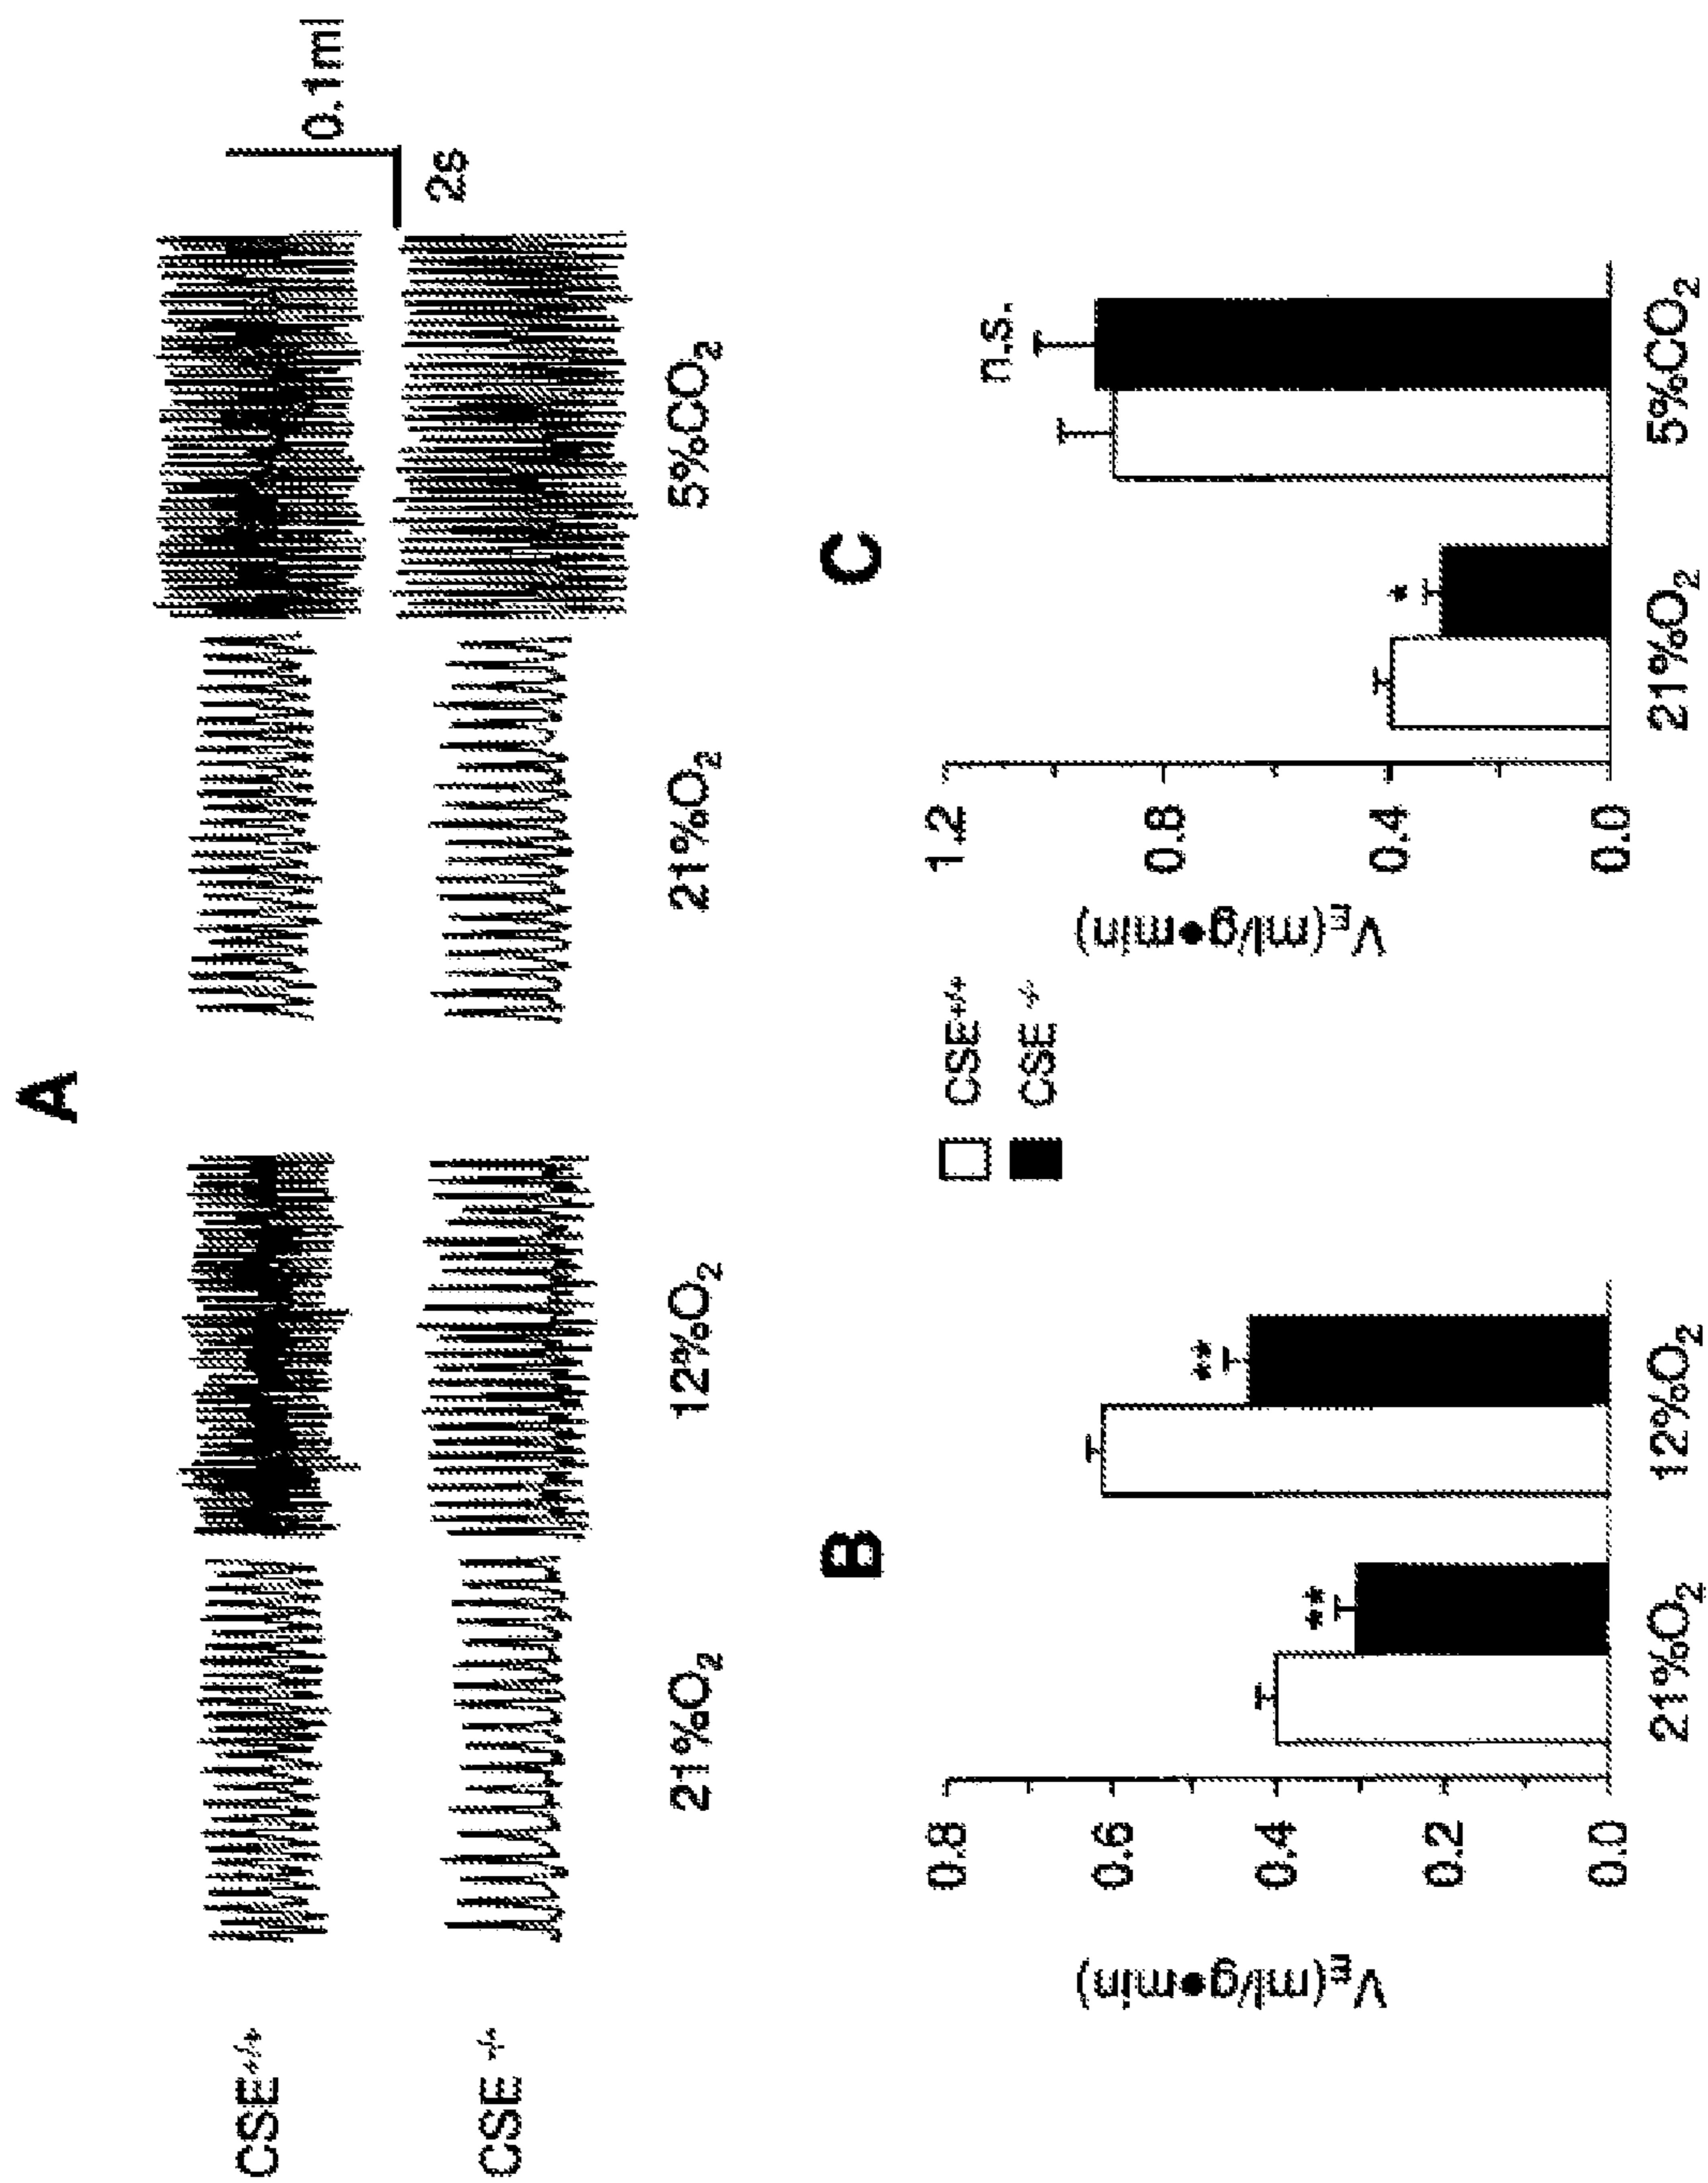 A
CSE+/+
CSE -/-
21%O2
12%O2
21%O2
5%CO2
0.1ml
2s
B
VE(ml/g•min)
0.8
0.6
0.4
0.2
0.0
**
**
21%O2
12%O2
CSE+/+
CSE -/-
C
VE(ml/g•min)
1.2
0.8
0.4
0.0
*
n.s.
21%O2
5%CO2